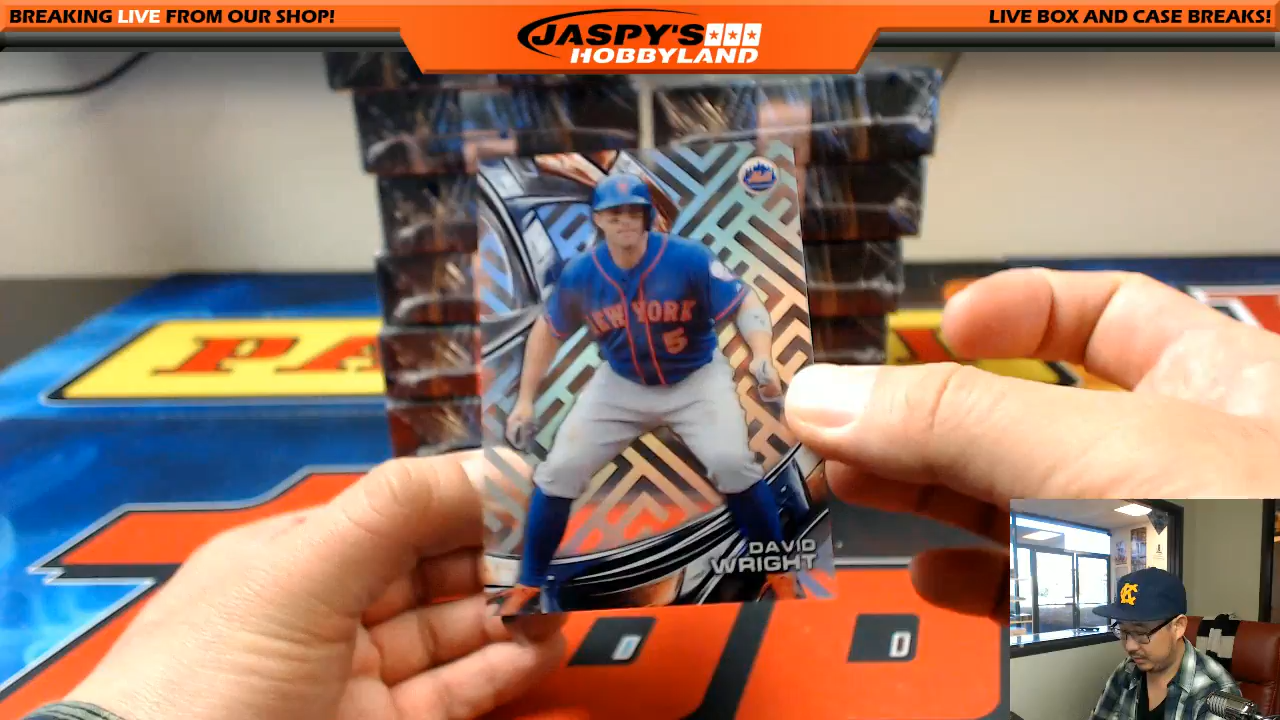 BREAKING LIVE FROM OUR SHOP!
JASPY'S
HOBBYLAND
LIVE BOX AND CASE BREAKS!
NEW YORK
5
DAVID
WRIGHT